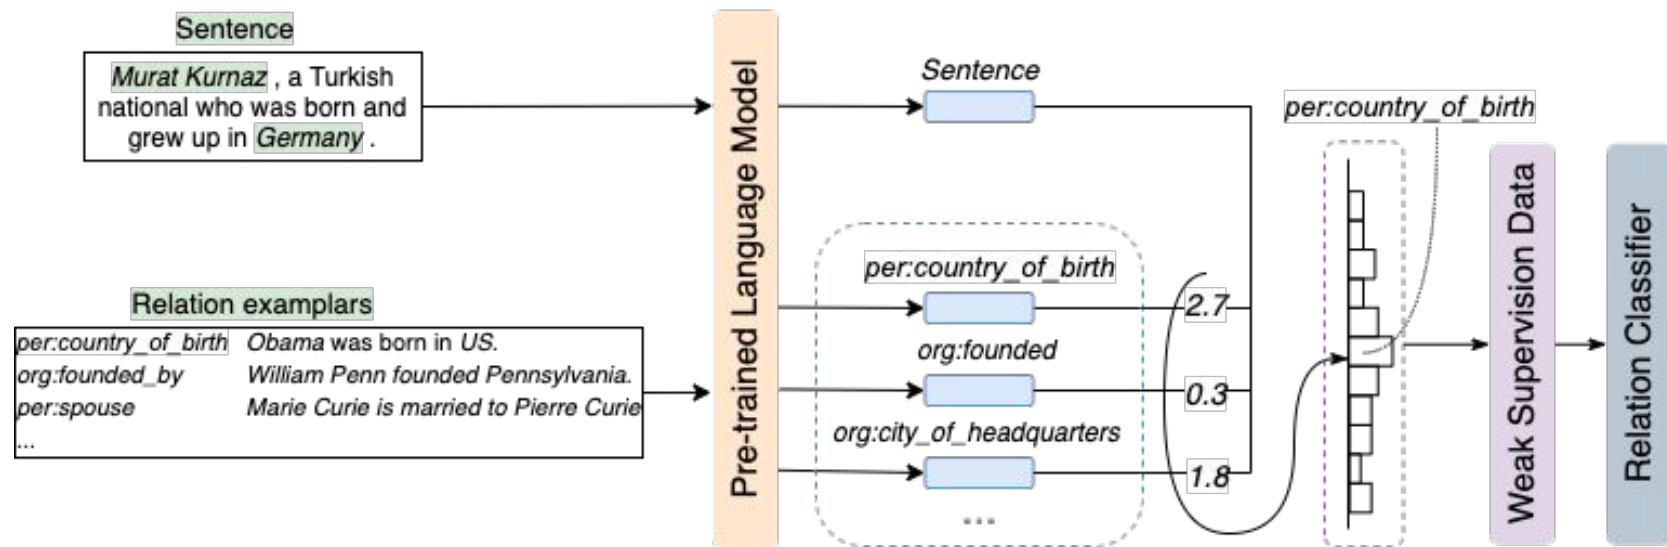 Sentence
Murat Kurnaz , a Turkish
national who was born and
grew up in Germany .
Relation examplars
per:country_of_birth Obama was born in US.
org:founded_by William Penn founded Pennsylvania.
per:spouse Marie Curie is married to Pierre Curie
...
Pre-trained Language Model
Sentence
per:country_of_birth
2.7
org:founded
0.3
org:city_of_headquarters
1.8
...
per:country_of_birth
Weak Supervision Data
Relation Classifier